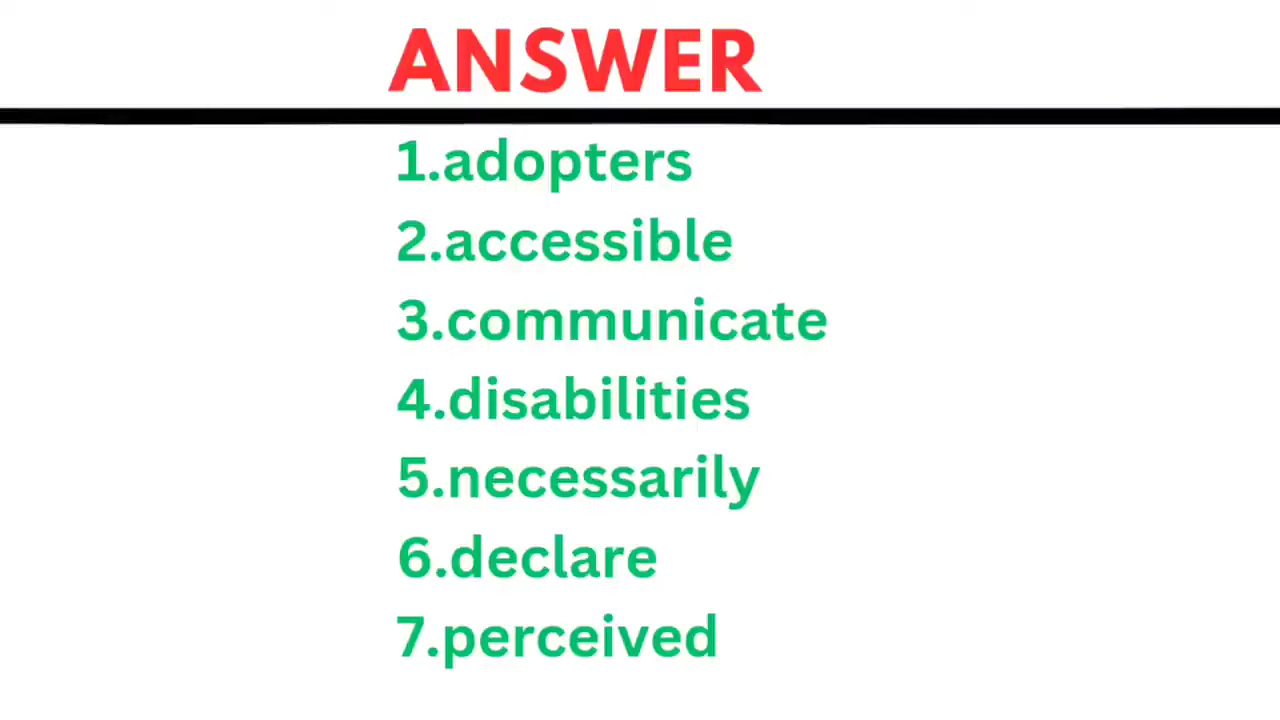 ANSWER
1.adopters
2.accessible
3.communicate
4.disabilities
5.necessarily
6.declare
7.perceived